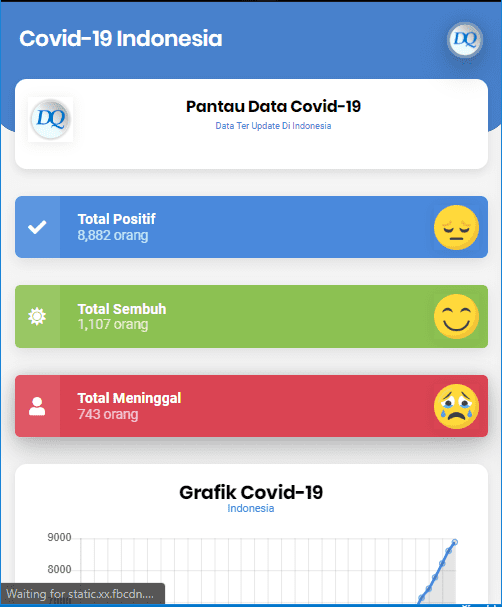 Covid-19 Indonesia
DQ
DQ
Pantau Data Covid-19
Data Ter Update Di Indonesia
Total Positif
8,882 orang
Total Sembuh
1,107 orang
Total Meninggal
743 orang
Grafik Covid-19
Indonesia
9000
8000
Waiting for static.xx.fbcdn....